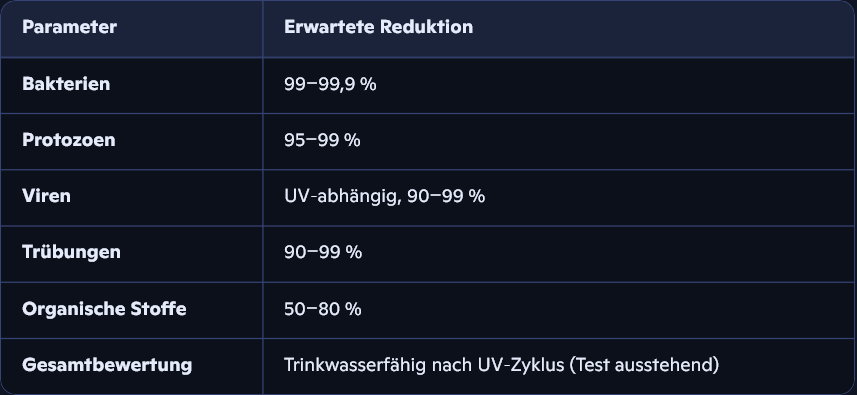 Parameter Erwartete Reduktion
Bakterien 99–99,9 %
Protozoen 95–99 %
Viren UV-abhängig, 90–99 %
Trübungen 90–99 %
Organische Stoffe 50–80 %
Gesamtbewertung Trinkwasserfähig nach UV-Zyklus (Test ausstehend)